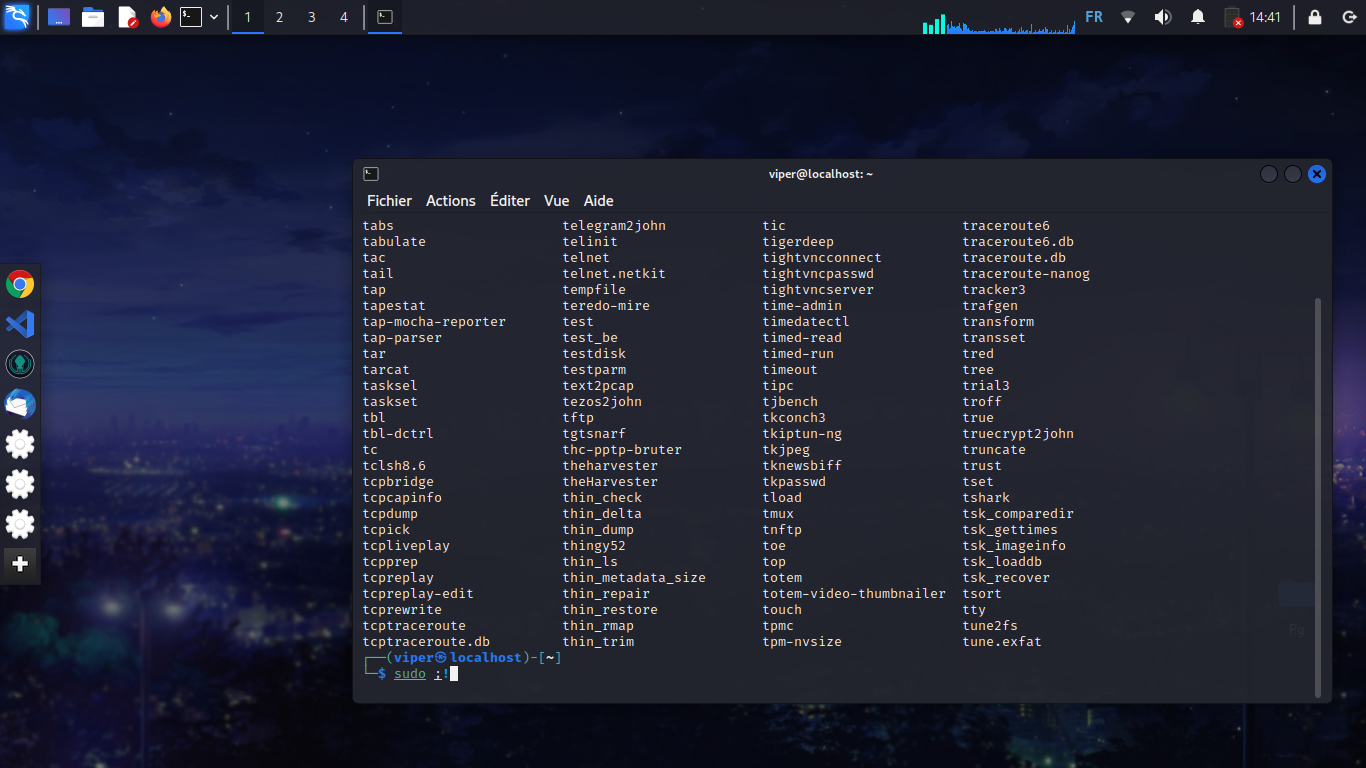 1 2 3 4 FR 14:41
viper@localhost: ~
Fichier Actions Éditer Vue Aide
tabs telegram2john tic traceroute6
tabulate telinit tigerdeep traceroute6.db
tac telnet tightvncconnect traceroute.db
tail telnet.netkit tightvncpasswd traceroute-nanog
tap tempfile tightvncserver tracker3
tapestat teredo-mire time-admin trafgen
tap-mocha-reporter test timedatectl transform
tap-parser test_be timed-read transset
tar testdisk timed-run tred
tarcat testparm timeout tree
tasksel text2pcap tipc trial3
taskset tezos2john tjbench troff
tbl tftp tkconch3 true
tbl-dctrl tgtsnarf tkiptun-ng truecrypt2john
tc thc-pptp-bruter tkjpeg truncate
tclsh8.6 theharvester tknewsbiff trust
tcpbridge theHarvester tkpasswd tset
tcpcapinfo thin_check tload tshark
tcpdump thin_delta tmux tsk_comparedir
tcpick thin_dump tnftp tsk_gettimes
tcpliveplay thingy52 toe tsk_imageinfo
tcpprep thin_ls top tsk_loaddb
tcpreplay thin_metadata_size totem tsk_recover
tcpreplay-edit thin_repair totem-video-thumbnailer tsort
tcprewrite thin_restore touch tty
tcptraceroute thin_rmap tpmc tune2fs
tcptraceroute.db thin_trim tpm-nvsize tune.exfat
┌──(viper㉿localhost)-[~]
└─$ sudo ;!
Pg